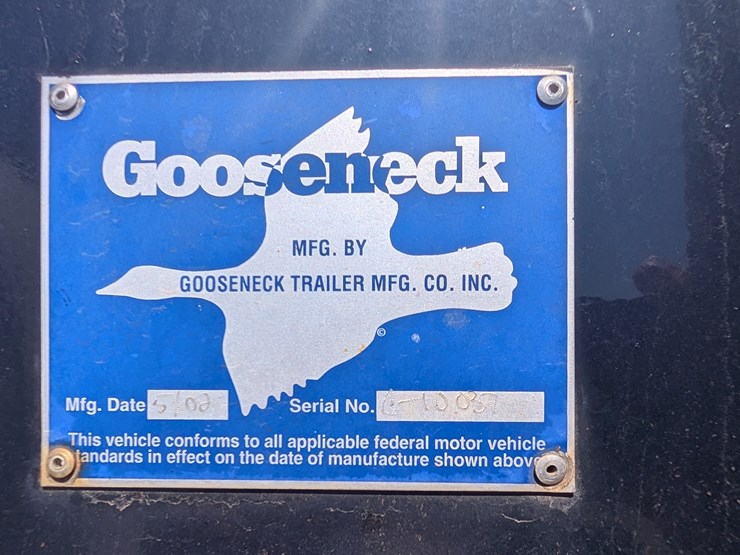 Gooseneck
MFG. BY
GOOSENECK TRAILER MFG. CO. INC.
©
Mfg. Date 5/02 Serial No.
This vehicle conforms to all applicable federal motor vehicle
standards in effect on the date of manufacture shown above